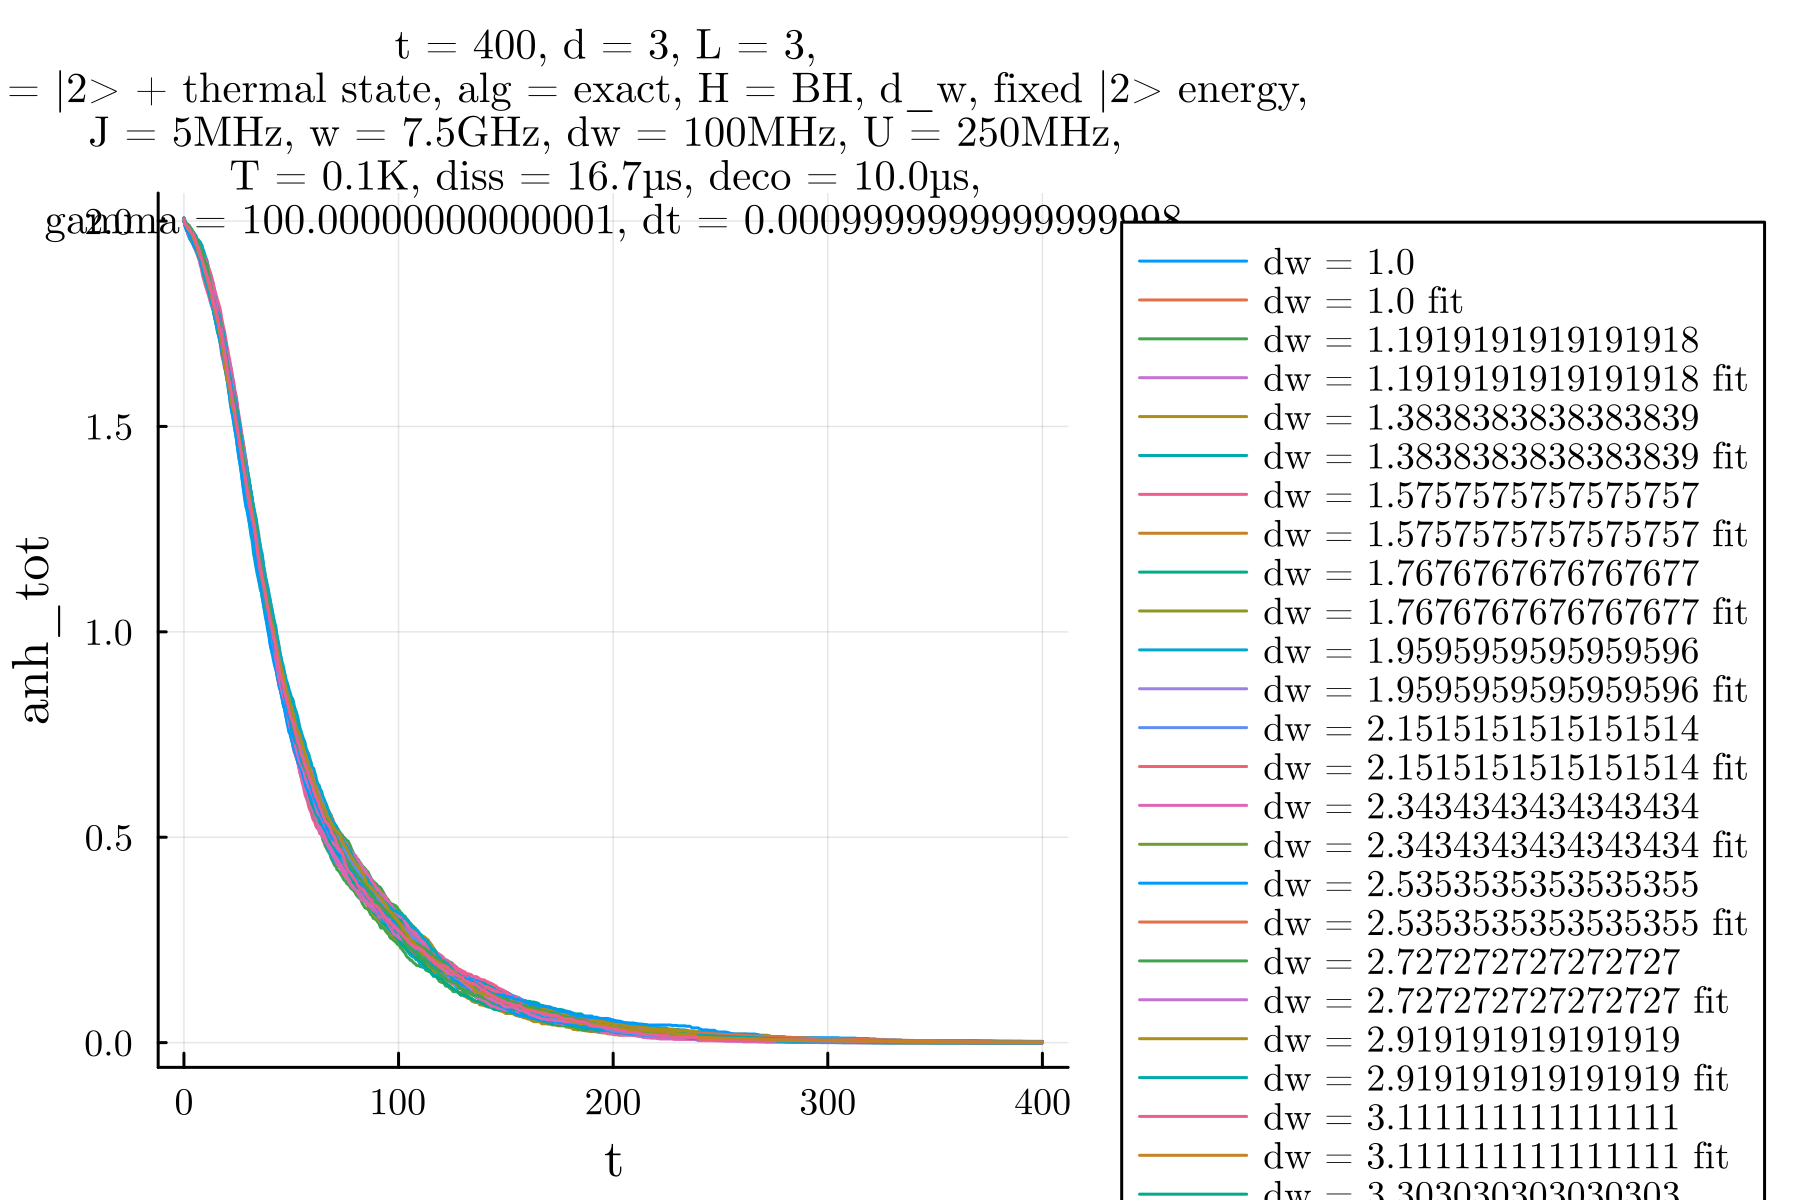 t = 400, d = 3, L = 3,
= |2> + thermal state, alg = exact, H = BH, d_w, fixed |2> energy,
J = 5MHz, w = 7.5GHz, dw = 100MHz, U = 250MHz,
T = 0.1K, diss = 16.7µs, deco = 10.0µs,
gamma = 100.00000000000001, dt = 0.0009999999999999998
2.0
1.5
1.0
0.5
0.0
anh_tot
0 100 200 300 400
t
dw = 1.0
dw = 1.0 fit
dw = 1.1919191919191918
dw = 1.1919191919191918 fit
dw = 1.3838383838383839
dw = 1.3838383838383839 fit
dw = 1.5757575757575757
dw = 1.5757575757575757 fit
dw = 1.7676767676767677
dw = 1.7676767676767677 fit
dw = 1.9595959595959596
dw = 1.9595959595959596 fit
dw = 2.1515151515151514
dw = 2.1515151515151514 fit
dw = 2.3434343434343434
dw = 2.3434343434343434 fit
dw = 2.5353535353535355
dw = 2.5353535353535355 fit
dw = 2.727272727272727
dw = 2.727272727272727 fit
dw = 2.919191919191919
dw = 2.919191919191919 fit
dw = 3.111111111111111
dw = 3.111111111111111 fit
dw = 3.303030303030303